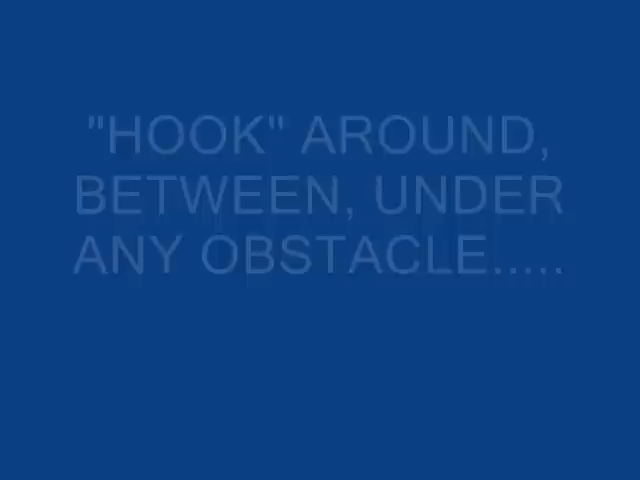 "HOOK" AROUND,
BETWEEN, UNDER
ANY OBSTACLE.....